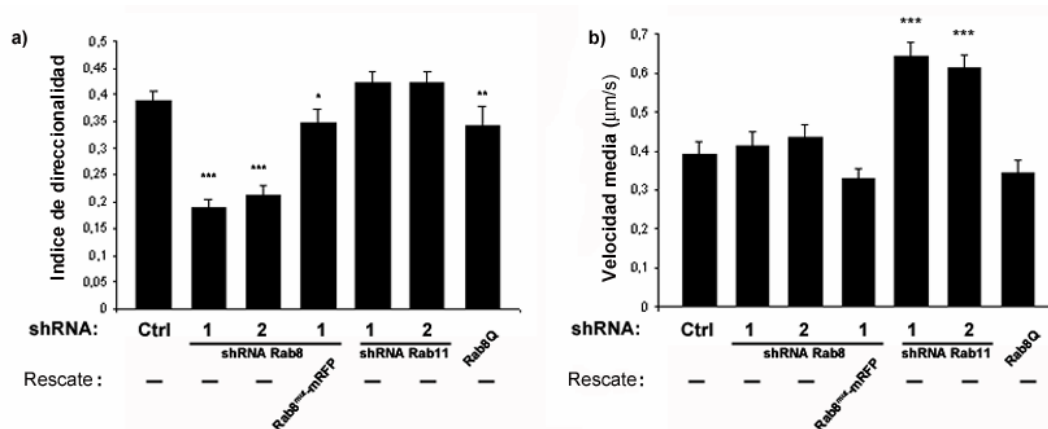 a)
Indice de direccionalidad
0,5
0,45
0,4
0,35
0,3
0,25
0,2
0,15
0,1
0,05
0
*** *** * **
shRNA: Ctrl 1 2 1 1 2 Rab8Q
shRNA Rab8 shRNA Rab11
Rescate: – – Rab8mut-mRFP – – –
b)
Velocidad media (μm/s)
0,7
0,6
0,5
0,4
0,3
0,2
0,1
0
*** ***
shRNA: Ctrl 1 2 1 1 2 Rab8Q
shRNA Rab8 shRNA Rab11
Rescate: – – – Rab8mut-mRFP – – –